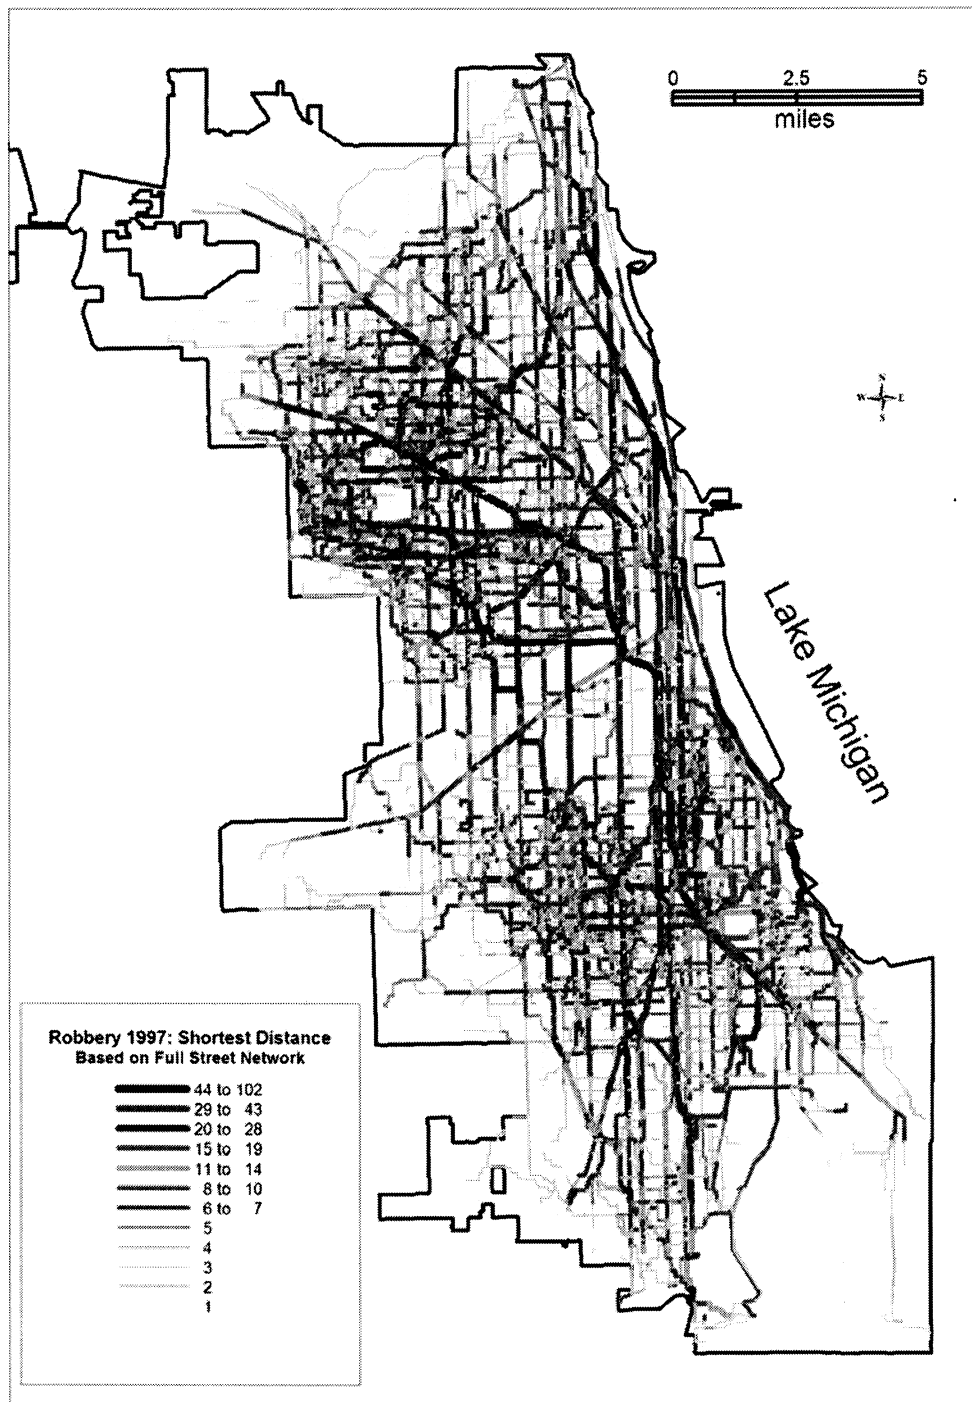 0 2.5 5
miles
N
W E
S
Lake Michigan
Robbery 1997: Shortest Distance
Based on Full Street Network
44 to 102
29 to 43
20 to 28
15 to 19
11 to 14
8 to 10
6 to 7
5
4
3
2
1